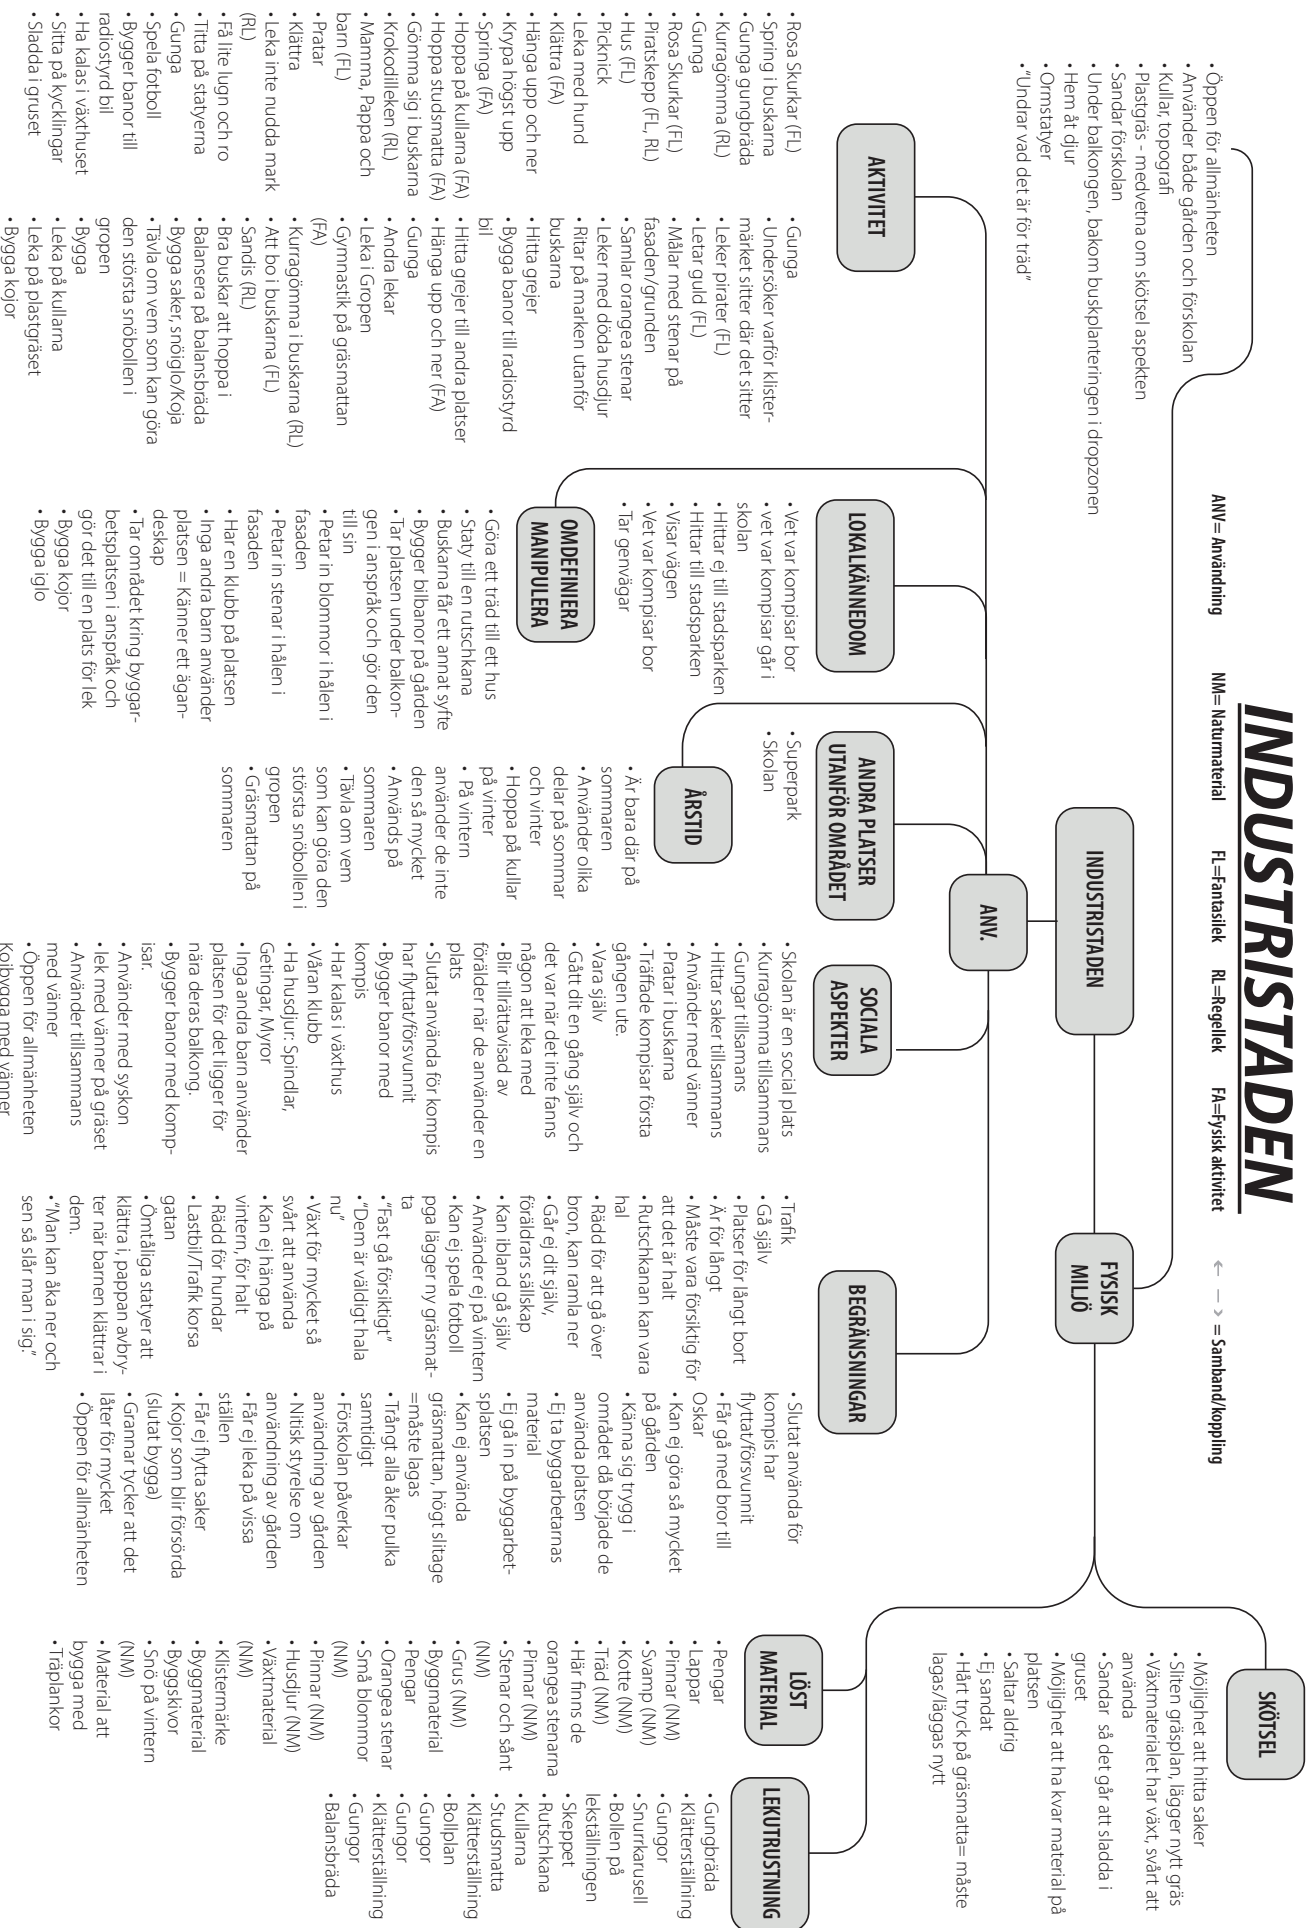 INDUSTRISTADEN
ANV= Användning
NM= Naturmaterial
FL=Fantasilek
RL=Regellek
FA=Fysisk aktivitet
← – > = Samband/koppling
• Öppen för allmänheten
• Använder både gården och förskolan
• Kullar, topografi
• Plastgräs - medvetna om skötsel aspekten
• Sandar förskolan
• Under balkongen, bakom buskplanteringen i dropzonen
• Hem åt djur
• Ormstatyer
• "Undrar vad det är för träd"
INDUSTRISTADEN
FYSISK
MILJÖ
SKÖTSEL
• Möjlighet att hitta saker
• Sliten gräsplan, lägger nytt gräs
• Växtmaterialet har växt, svårt att
använda
• Sandar så det går att sladda i
gruset
• Möjlighet att ha kvar material på
platsen
• Saltar aldrig
• Ej sandat
• Hårt tryck på gräsmatta= måste
lagas/läggas nytt
ANV.
AKTIVITET
• Rosa Skurkar (FL)
• Spring i buskarna
• Gunga gungbräda
• Kurragömma (RL)
• Gunga
• Rosa Skurkar (FL)
• Piratskepp (FL, RL)
• Hus (FL)
• Picknick
• Leka med hund
• Klättra (FA)
• Hänga upp och ner
• Krypa högst upp
• Springa (FA)
• Hoppa på kullarna (FA)
• Hoppa studsmatta (FA)
• Gömma sig i buskarna
• Krokodilleken (RL)
• Mamma, Pappa och
barn (FL)
• Pratar
• Klättra
• Leka inte nudda mark
(RL)
• Få lite lugn och ro
• Titta på statyerna
• Gunga
• Spela fotboll
• Bygger banor till
radiostyrd bil
• Ha kalas i växthuset
• Sitta på kycklingar
• Sladda i gruset
• Gunga
• Undersöker varför klister-
märket sitter där det sitter
• Leker pirater (FL)
• Letar guld (FL)
• Målar med stenar på
fasaden/grunden
• Samlar orangea stenar
• Leker med döda husdjur
• Ritar på marken utanför
buskarna
• Hitta grejer
• Bygga banor till radiostyrd
bil
• Hitta grejer till andra platser
• Hänga upp och ner (FA)
• Gunga
• Andra lekar
• Leka i Gropen
• Gymnastik på gräsmattan
(FA)
• Kurragömma i buskarna (RL)
• Att bo i buskarna (FL)
• Sandis (RL)
• Bra buskar att hoppa i
• Balansera på balansbräda
• Bygga saker, snöiglo/Koja
• Tävla om vem som kan göra
den största snöbollen i
gropen
• Bygga
• Leka på kullarna
• Leka på plastgräset
• Bygga kojor
LOKALKÄNNEDOM
• Vet var kompisar bor
• vet var kompisar går i
skolan
• Hittar ej till stadsparken
• Hittar till stadsparken
• Visar vägen
• Vet var kompisar bor
• Tar genvägar
OMDEFINIERA
MANIPULERA
• Göra ett träd till ett hus
• Staty till en rutschkana
• Buskarna får ett annat syfte
• Bygger bilbanor på gården
• Tar platsen under balkon-
gen i anspråk och gör den
till sin
• Petar in blommor i hålen i
fasaden
• Petar in stenar i hålen i
fasaden
• Har en klubb på platsen
• Inga andra barn använder
platsen = Känner ett ägan-
deskap
• Tar området kring byggar-
betsplatsen i anspråk och
gör det till en plats för lek
• Bygga kojor
• Bygga iglo
ANDRA PLATSER
UTANFÖR OMRÅDET
• Superpark
• Skolan
ÅRSTID
• Är bara där på
sommaren
• Använder olika
delar på sommar
och vinter
• Hoppa på kullar
på vinter
• På vintern
använder de inte
den så mycket
• Används på
sommaren
• Tävla om vem
som kan göra den
största snöbollen i
gropen
• Gräsmattan på
sommaren
SOCIALA
ASPEKTER
• Skolan är en social plats
• Kurragömma tillsammans
• Gungar tillsamans
• Hittar saker tillsammans
• Använder med vänner
• Pratar i buskarna
• Träffade kompisar första
gången ute.
• Vara själv
• Gått dit en gång själv och
det var när det inte fanns
någon att leka med
• Blir tillrättavisad av
förälder när de använder en
plats
• Slutat använda för kompis
har flyttat/försvunnit
• Bygger banor med
kompis
• Har kalas i växthus
• Våran klubb
• Ha husdjur: Spindlar,
Getingar, Myror
• Inga andra barn använder
platsen för det ligger för
nära deras balkong.
• Bygger banor med komp-
isar.
• Använder med syskon
• lek med vänner på gräset
• Använder tillsammans
med vänner
• Öppen för allmänheten
Kojbygga med vänner
BEGRÄNSNINGAR
• Trafik
• Gå själv
• Platser för långt bort
• Är för långt
• Måste vara försiktig för
att det är halt
• Rutschkanan kan vara
hal
• Rädd för att gå över
bron, kan ramla ner
• Går ej dit själv,
föräldrars sällskap
• Kan ibland gå själv
• Använder ej på vintern
• Kan ej spela fotboll
pga lägger ny gräsmat-
ta
• "Fast gå försiktigt"
• "Dem är väldigt hala
nu"
• Växt för mycket så
svårt att använda
• Kan ej hänga på
vintern, för halt
• Rädd för hundar
• Lastbil/Trafik korsa
gatan
• Ömtåliga statyer att
klättra i, pappan avbry-
ter när barnen klättrar i
dem.
• "Man kan åka ner och
sen så slår man i sig."
• Slutat använda för
kompis har
flyttat/försvunnit
• Får gå med bror till
Oskar
• Kan ej göra så mycket
på gården
• Känna sig trygg i
området då började de
använda platsen
• Ej ta byggarbetarnas
material
• Ej gå in på byggarbet-
splatsen
• Kan ej använda
gräsmattan, högt slitage
=måste lagas
• Trångt alla åker pulka
samtidigt
• Förskolan påverkar
användning av gården
• Nitisk styrelse om
användning av gården
• Får ej leka på vissa
ställen
• Får ej flytta saker
• Kojor som blir försörda
(slutat bygga)
• Grannar tycker att det
låter för mycket
• Öppen för allmänheten
LÖST
MATERIAL
• Pengar
• Lappar
• Pinnar (NM)
• Svamp (NM)
• Kotte (NM)
• Träd (NM)
• Här finns de
orangea stenarna
• Pinnar (NM)
• Stenar och sånt
(NM)
• Grus (NM)
• Byggmaterial
• Pengar
• Orangea stenar
• Små blommor
(NM)
• Pinnar (NM)
• Husdjur (NM)
• Växtmaterial
(NM)
• Klistermärke
• Byggmaterial
• Byggskivor
• Snö på vintern
(NM)
• Material att
bygga med
• Träplankor
LEKUTRUSTNING
• Gungbräda
• Klätterställning
• Gungor
• Snurrkarusell
• Bollen på
lekställningen
• Skeppet
• Rutschkana
• Kullarna
• Studsmatta
• Klätterställning
• Bollplan
• Gungor
• Gungor
• Klätterställning
• Gungor
• Balansbräda